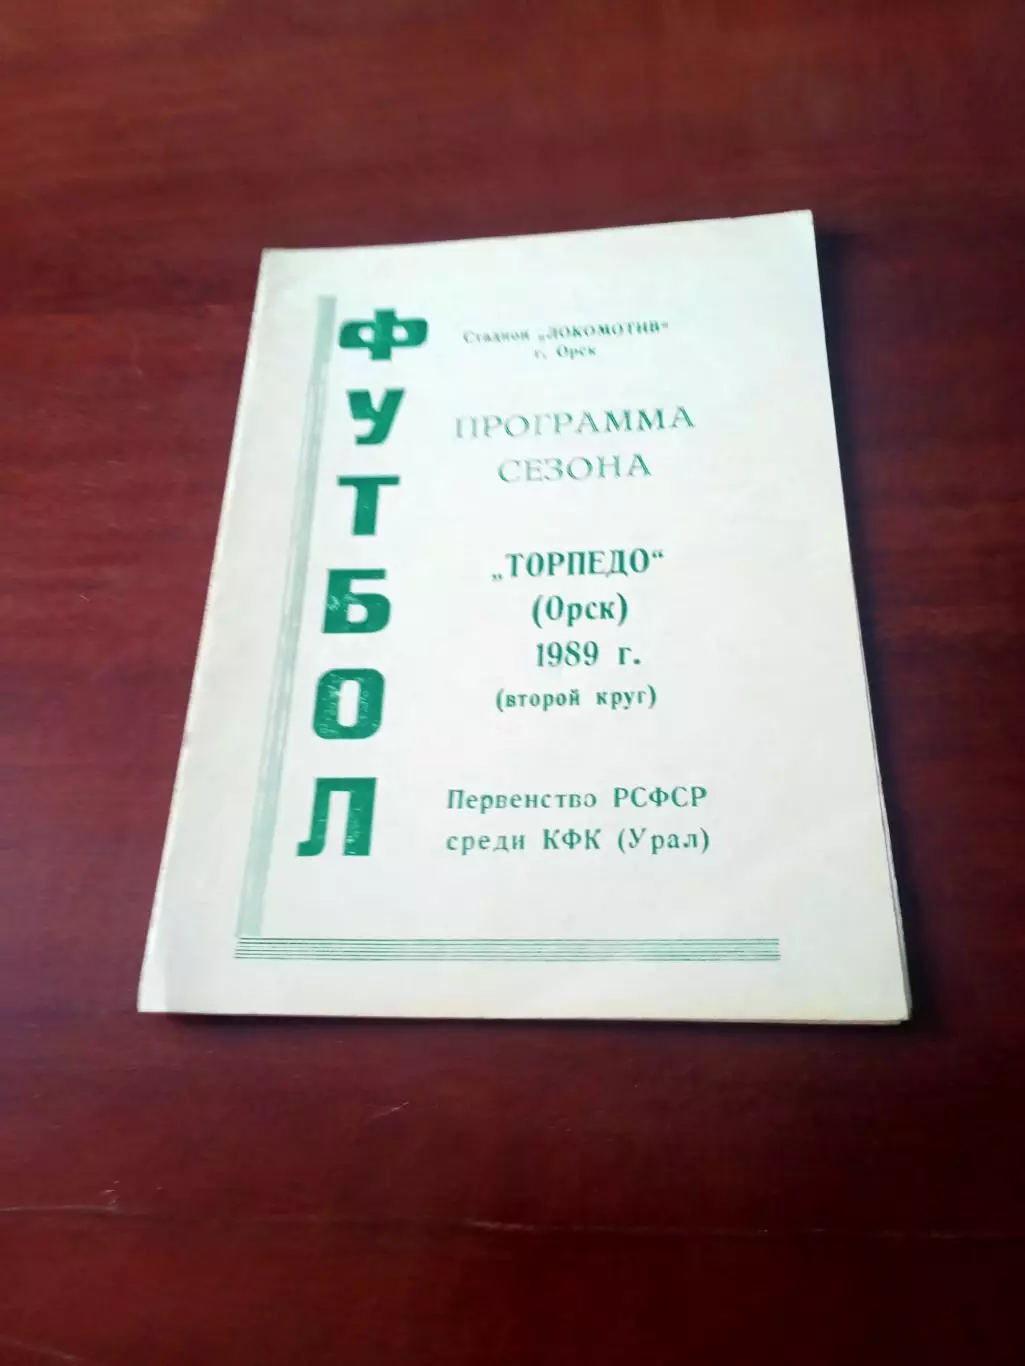 ФУТБОЛ
Стадион „ЛОКОМОТИВ“
г. Орск
ПРОГРАММА
СЕЗОНА
„ТОРПЕДО“
(Орск)
1989 г.
(второй круг)
Первенство РСФСР
среди КФК (Урал)